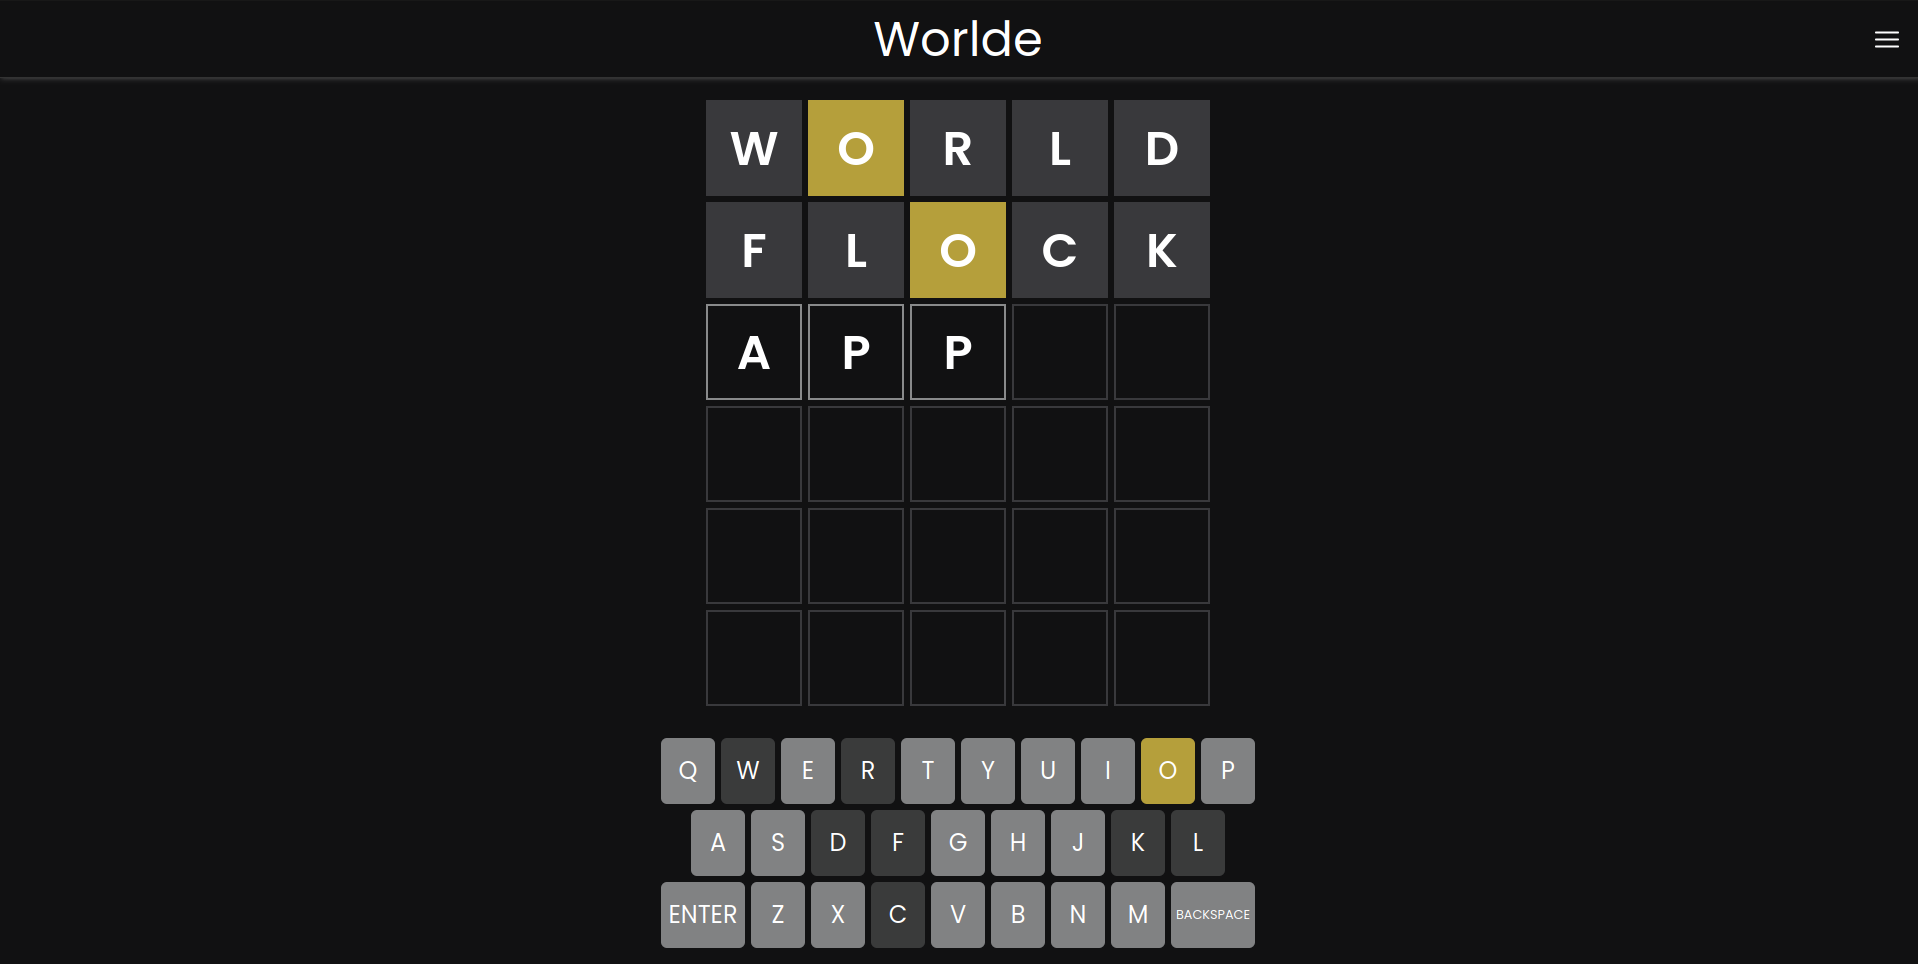 Worlde
W O R L D
F L O C K
A P P
Q W E R T Y U I O P
A S D F G H J K L
ENTER Z X C V B N M BACKSPACE